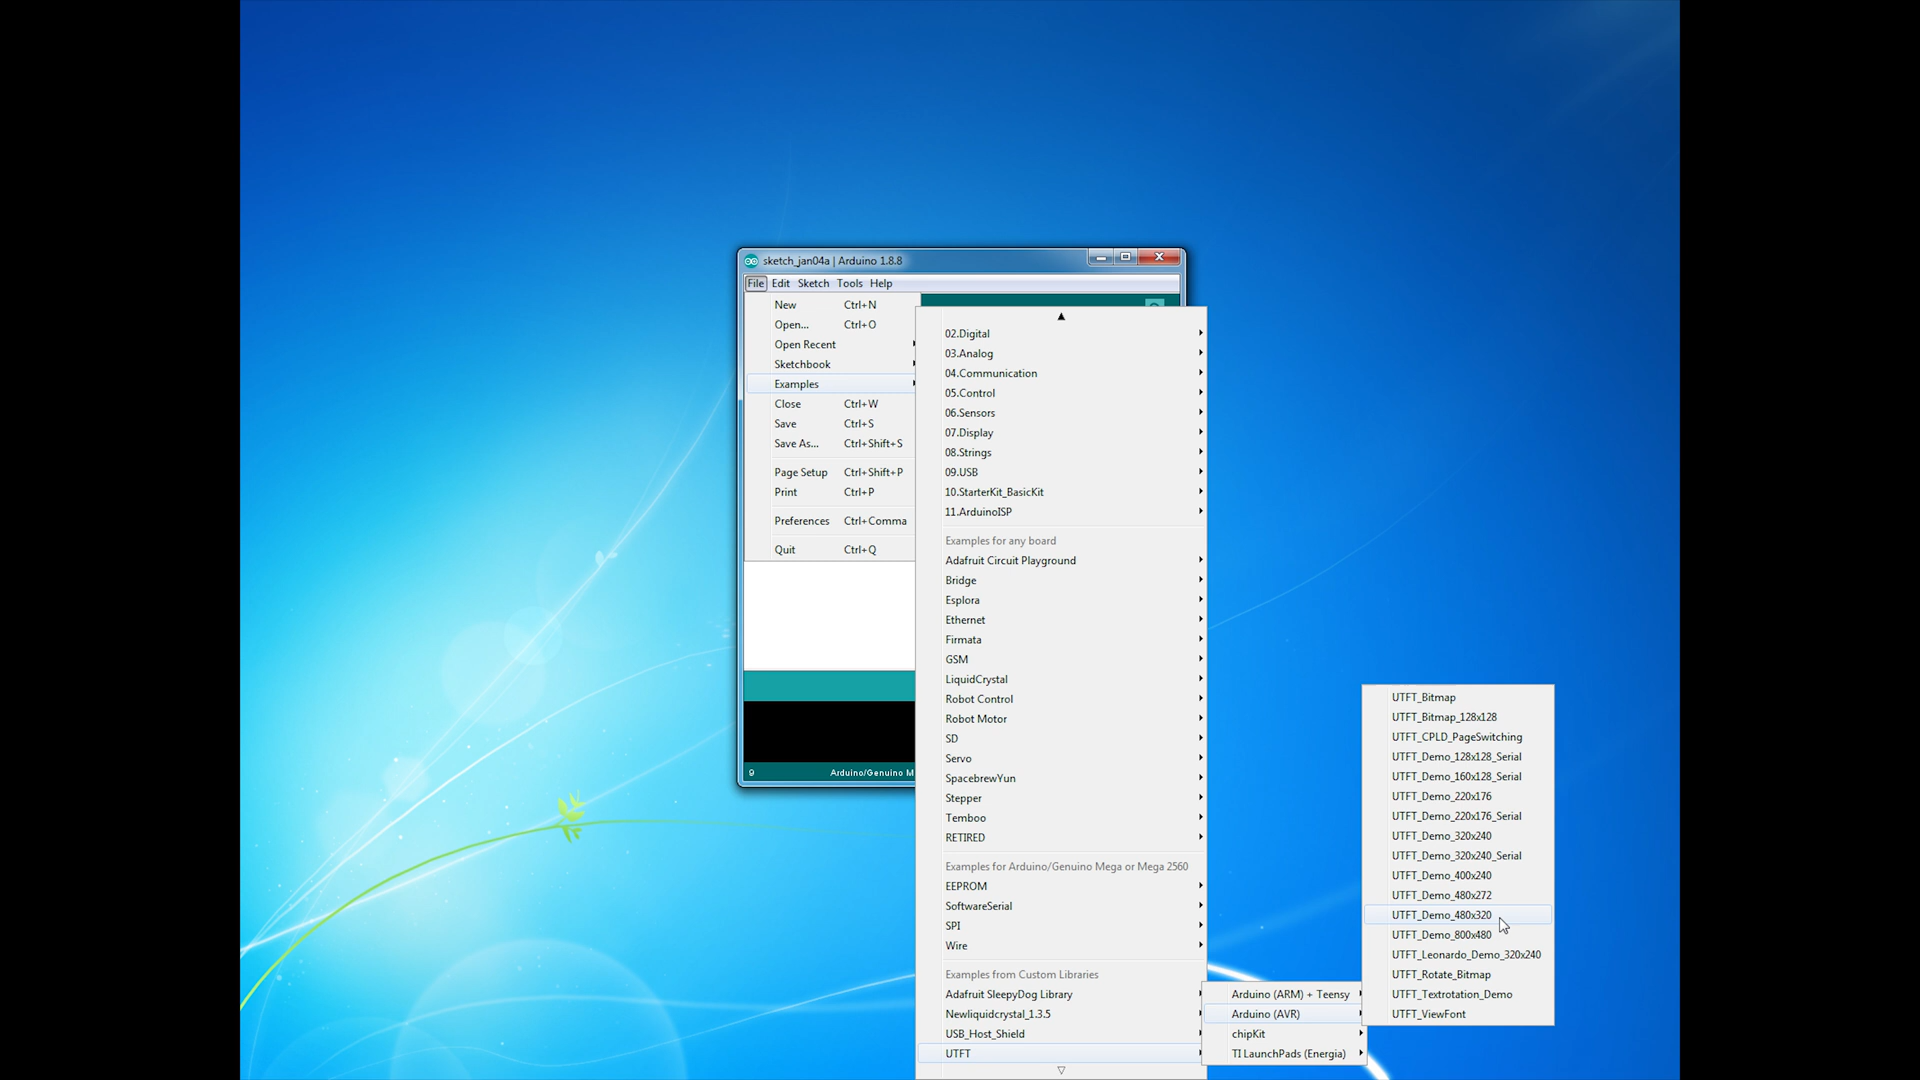 sketch_jan04a | Arduino 1.8.8
File Edit Sketch Tools Help
New Ctrl+N
Open... Ctrl+O
Open Recent
Sketchbook
Examples
Close Ctrl+W
Save Ctrl+S
Save As... Ctrl+Shift+S
Page Setup Ctrl+Shift+P
Print Ctrl+P
Preferences Ctrl+Comma
Quit Ctrl+Q
9 Arduino/Genuino M
02.Digital
03.Analog
04.Communication
05.Control
06.Sensors
07.Display
08.Strings
09.USB
10.StarterKit_BasicKit
11.ArduinoISP
Examples for any board
Adafruit Circuit Playground
Bridge
Esplora
Ethernet
Firmata
GSM
LiquidCrystal
Robot Control
Robot Motor
SD
Servo
SpacebrewYun
Stepper
Temboo
RETIRED
Examples for Arduino/Genuino Mega or Mega 2560
EEPROM
SoftwareSerial
SPI
Wire
Examples from Custom Libraries
Adafruit SleepyDog Library
Newliquidcrystal_1.3.5
USB_Host_Shield
UTFT
Arduino (ARM) + Teensy
Arduino (AVR)
chipKit
TI LaunchPads (Energia)
UTFT_Bitmap
UTFT_Bitmap_128x128
UTFT_CPLD_PageSwitching
UTFT_Demo_128x128_Serial
UTFT_Demo_160x128_Serial
UTFT_Demo_220x176
UTFT_Demo_220x176_Serial
UTFT_Demo_320x240
UTFT_Demo_320x240_Serial
UTFT_Demo_400x240
UTFT_Demo_480x272
UTFT_Demo_480x320
UTFT_Demo_800x480
UTFT_Leonardo_Demo_320x240
UTFT_Rotate_Bitmap
UTFT_Textrotation_Demo
UTFT_ViewFont